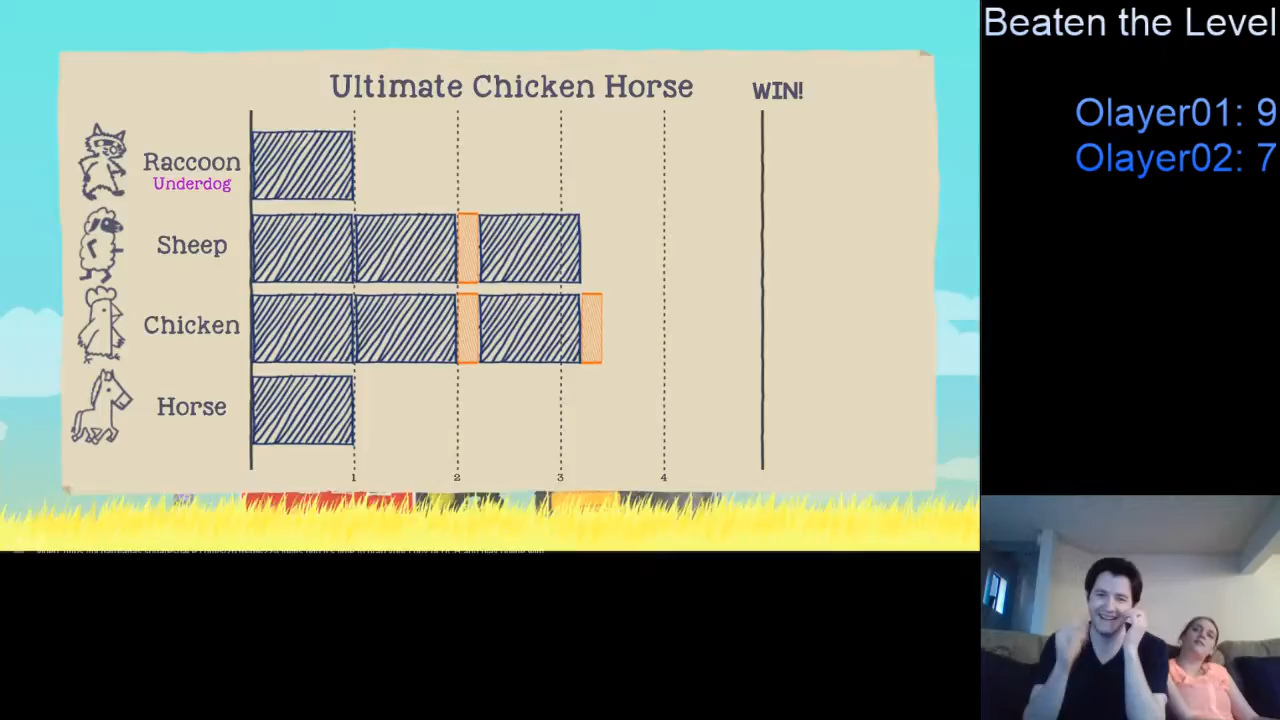 Beaten the Level
Olayer01: 9
Olayer02: 7
Ultimate Chicken Horse
WIN!
Raccoon
Underdog
Sheep
Chicken
Horse
1 2 3 4